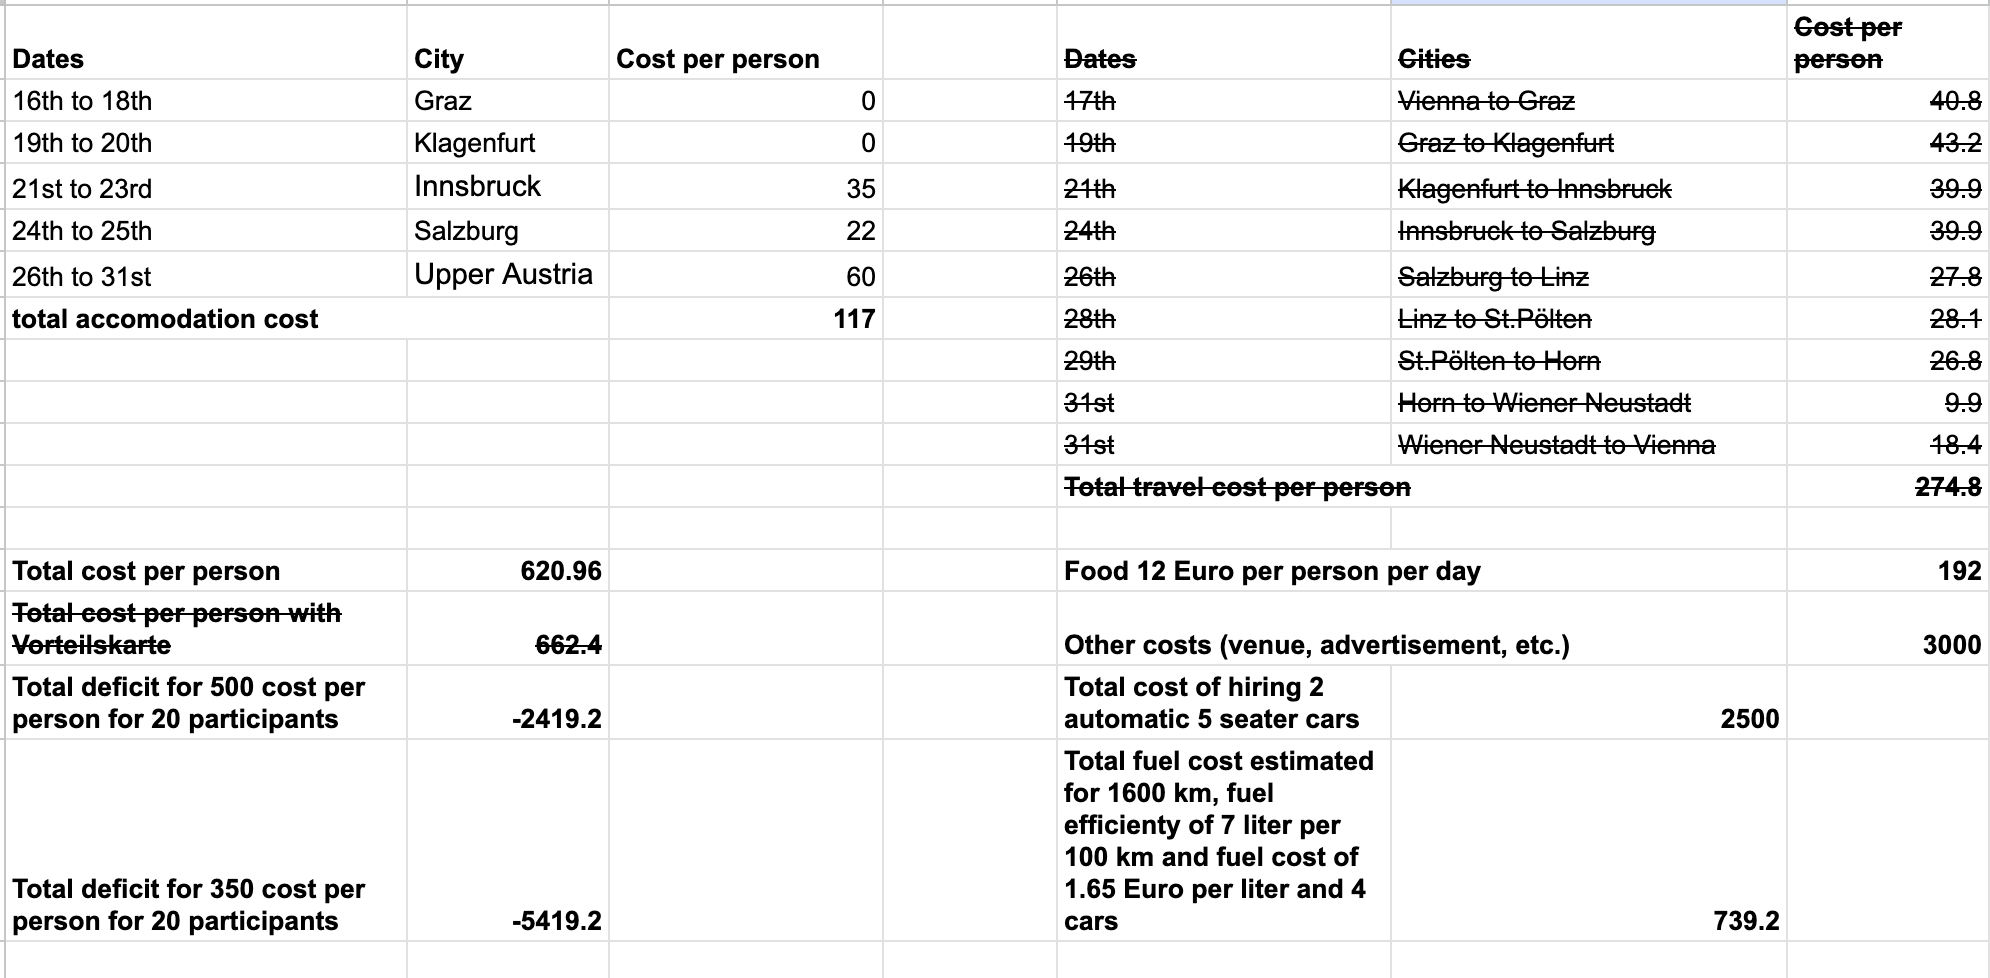 Dates City Cost per person Dates Cities Cost per person
16th to 18th Graz 0 17th Vienna to Graz 40.8
19th to 20th Klagenfurt 0 19th Graz to Klagenfurt 43.2
21st to 23rd Innsbruck 35 21th Klagenfurt to Innsbruck 39.9
24th to 25th Salzburg 22 24th Innsbruck to Salzburg 39.9
26th to 31st Upper Austria 60 26th Salzburg to Linz 27.8
total accomodation cost 117 28th Linz to St.Pölten 28.1
29th St.Pölten to Horn 26.8
31st Horn to Wiener Neustadt 9.9
31st Wiener Neustadt to Vienna 18.4
Total travel cost per person 274.8
Total cost per person 620.96 Food 12 Euro per person per day 192
Total cost per person with
Vorteilskarte 662.4 Other costs (venue, advertisement, etc.) 3000
Total deficit for 500 cost per
person for 20 participants -2419.2
Total cost of hiring 2
automatic 5 seater cars 2500
Total deficit for 350 cost per
person for 20 participants -5419.2
Total fuel cost estimated
for 1600 km, fuel
efficienty of 7 liter per
100 km and fuel cost of
1.65 Euro per liter and 4
cars 739.2